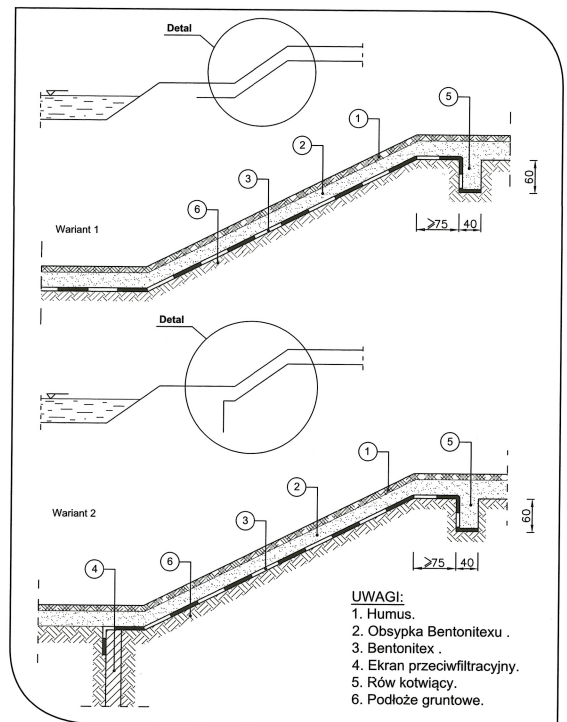 Detal
5
1
2
3
6
60
Wariant 1
≥75 40
Detal
1
5
2
3
Wariant 2
60
6
4
≥75 40
UWAGI:
1. Humus.
2. Obsypka Bentonitexu .
3. Bentonitex .
4. Ekran przeciwfiltracyjny.
5. Rów kotwiący.
6. Podłoże gruntowe.